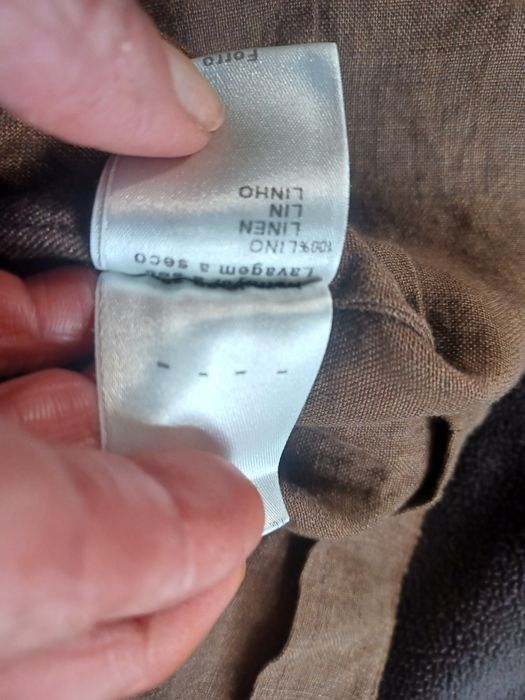 Lavagem a seco
100% LINO
LINEN
LIN
LINHO
Forro